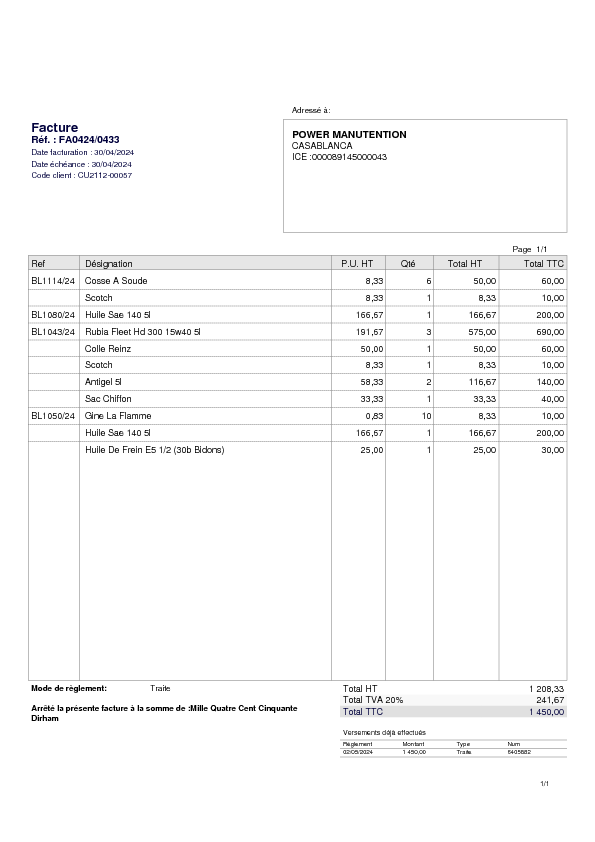 Adressé à:
Facture
Réf. : FA0424/0433
Date facturation : 30/04/2024
Date échéance : 30/04/2024
Code client : CU2112-00057
POWER MANUTENTION
CASABLANCA
ICE :000089145000043
Page 1/1
Ref Désignation P.U. HT Qté Total HT Total TTC
BL1114/24 Cosse A Soude 8,33 6 50,00 60,00
Scotch 8,33 1 8,33 10,00
BL1080/24 Huile Sae 140 5l 166,67 1 166,67 200,00
BL1043/24 Rubia Fleet Hd 300 15w40 5l 191,67 3 575,00 690,00
Colle Reinz 50,00 1 50,00 60,00
Scotch 8,33 1 8,33 10,00
Antigel 5l 58,33 2 116,67 140,00
Sac Chiffon 33,33 1 33,33 40,00
BL1050/24 Gine La Flamme 0,83 10 8,33 10,00
Huile Sae 140 5l 166,67 1 166,67 200,00
Huile De Frein E5 1/2 (30b Bidons) 25,00 1 25,00 30,00
Mode de règlement: Traite
Arrêté la présente facture à la somme de :Mille Quatre Cent Cinquante
Dirham
Total HT 1 208,33
Total TVA 20% 241,67
Total TTC 1 450,00
Versements déjà effectués
Règlement Montant Type Num
02/05/2024 1 450,00 Traite 6405882
1/1